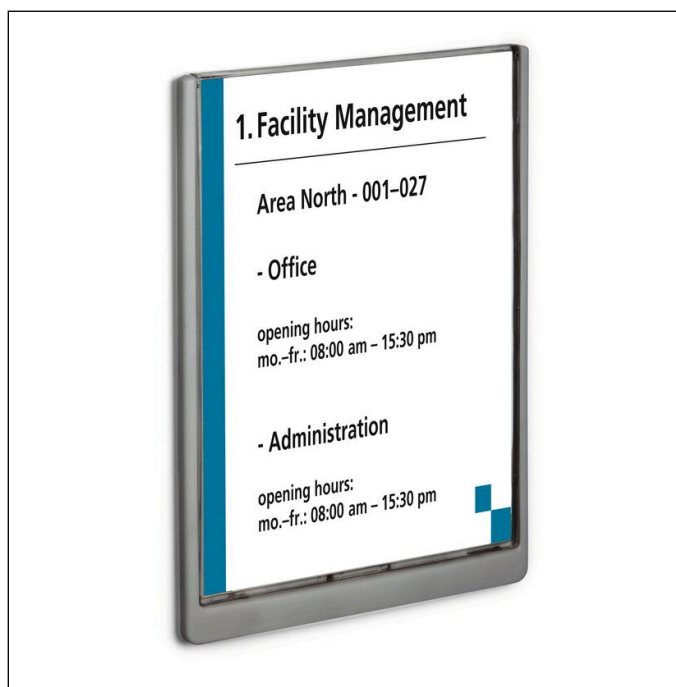 1. Facility Management
Area North - 001–027
- Office
opening hours:
mo.–fr.: 08:00 am – 15:30 pm
- Administration
opening hours:
mo.–fr.: 08:00 am – 15:30 pm